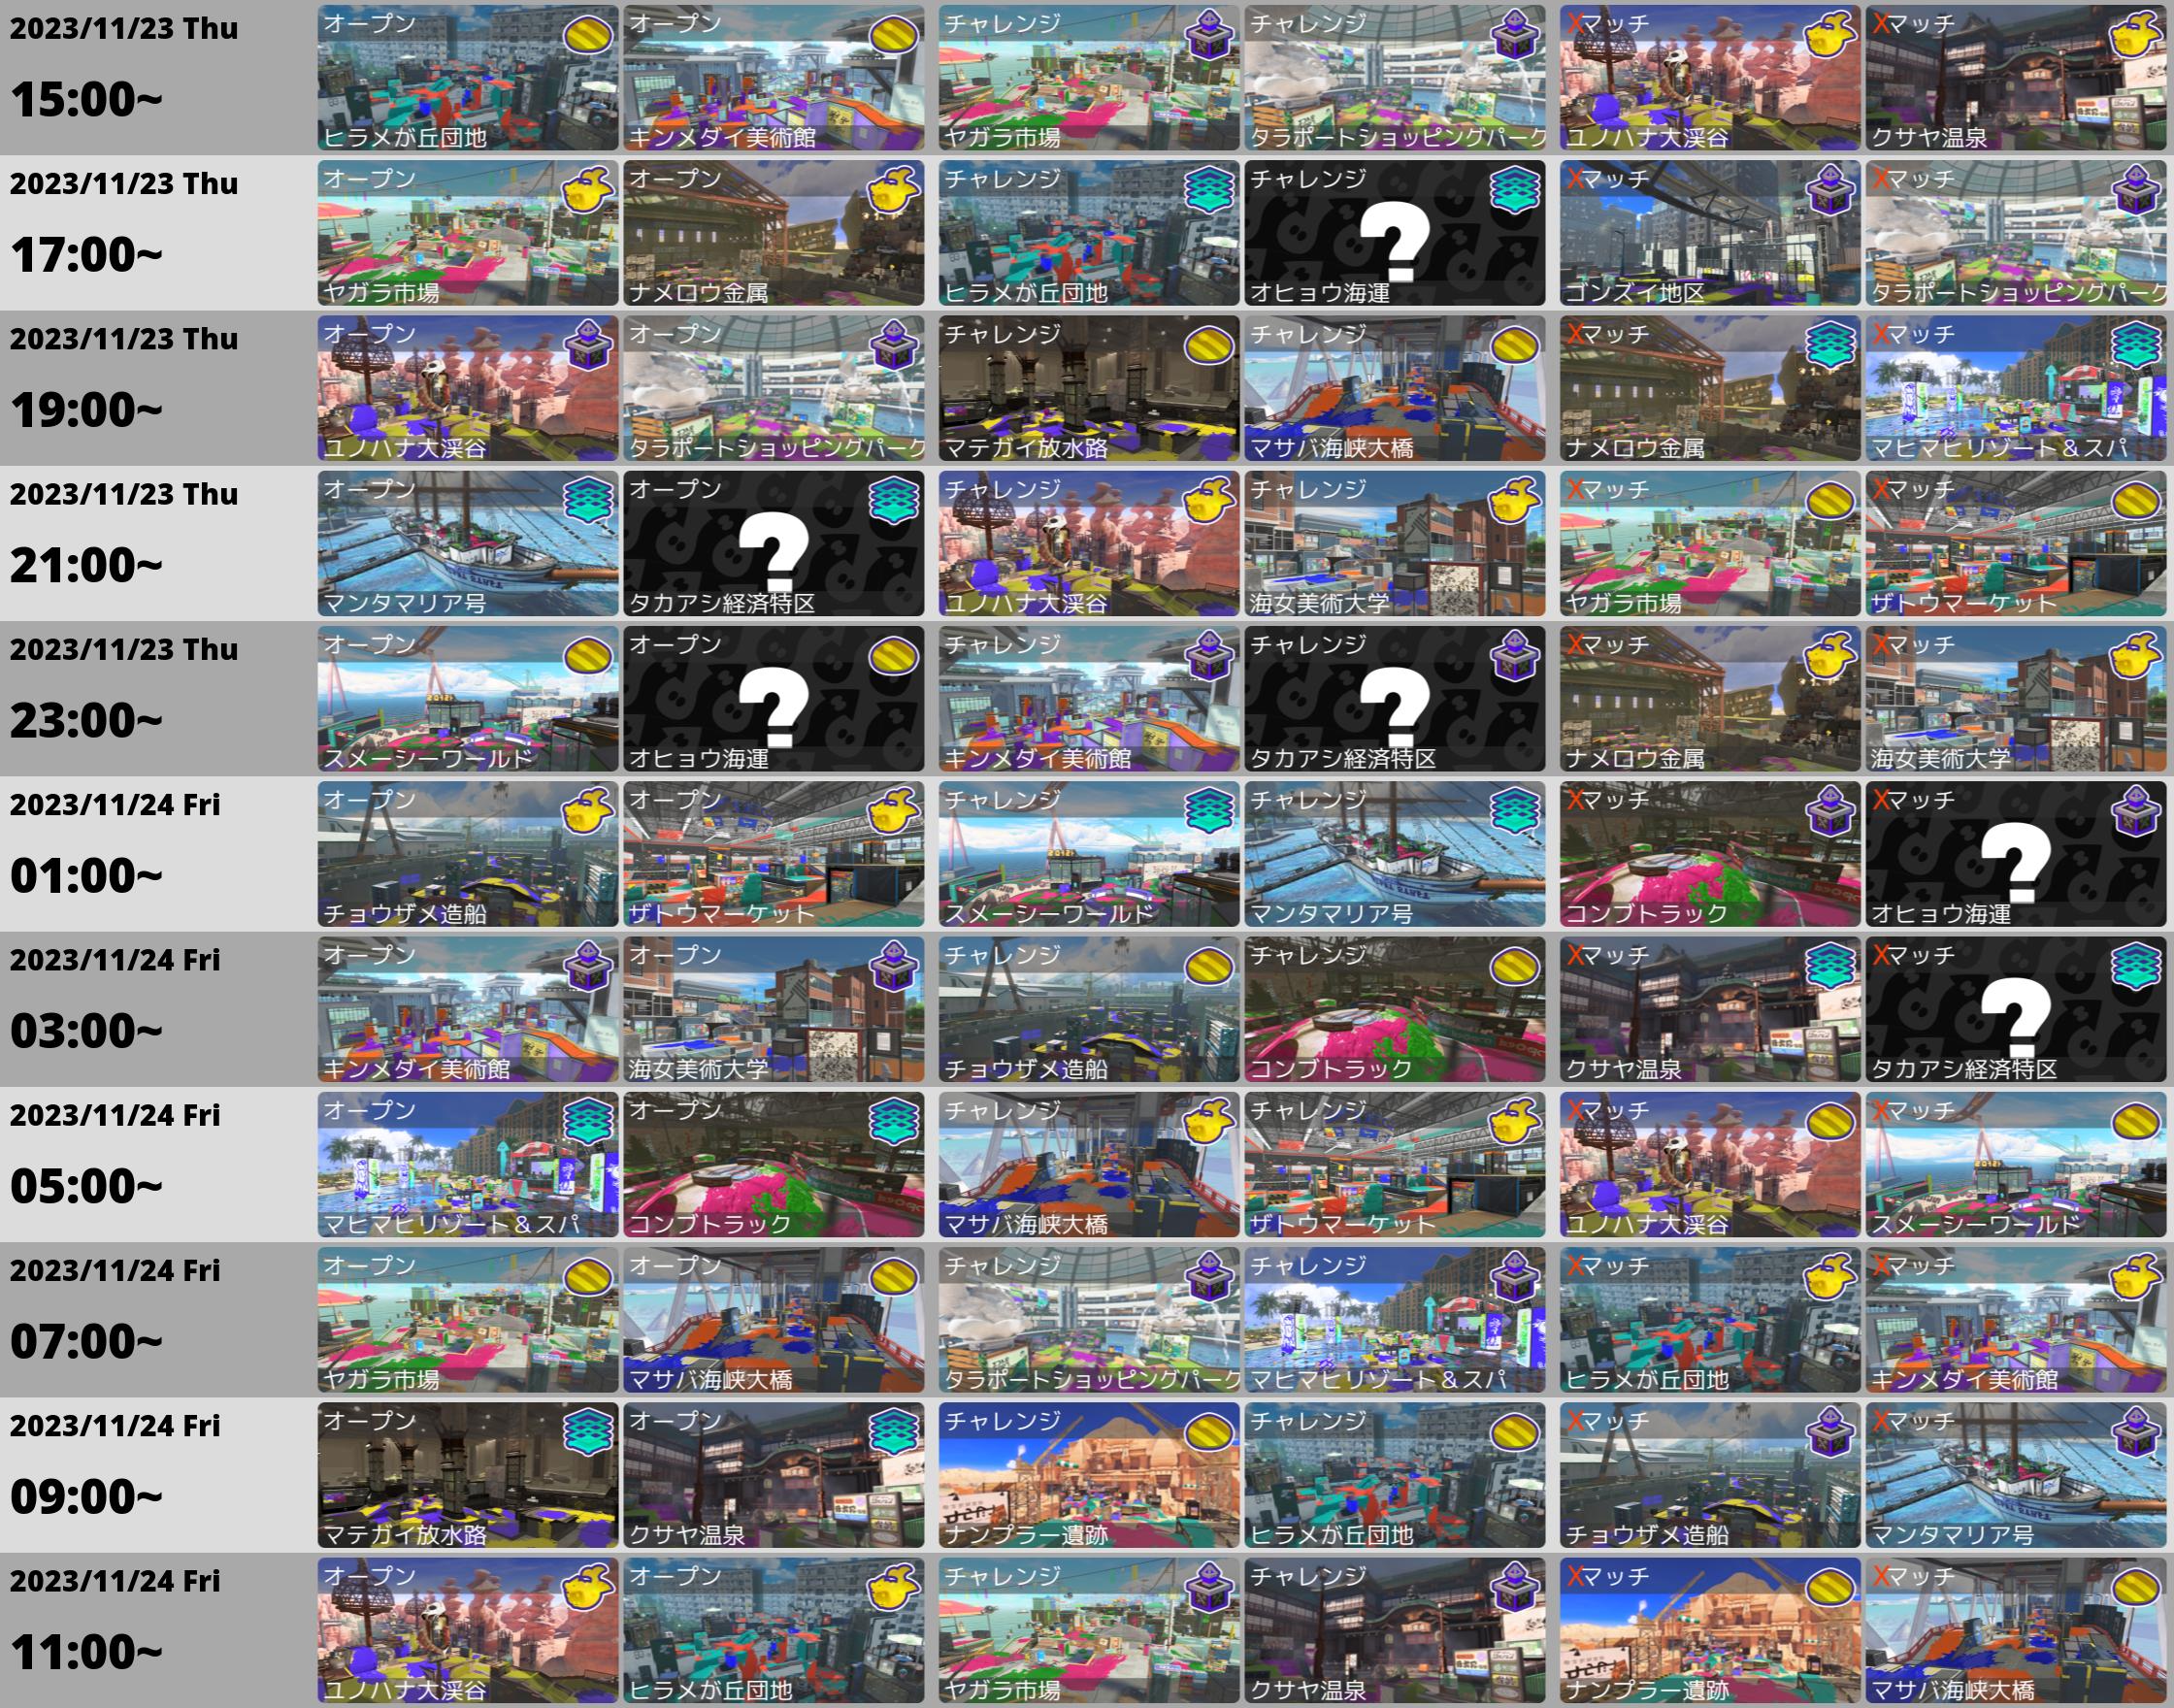 2023/11/23 Thu
15:00~
オープン オープン チャレンジ チャレンジ Xマッチ Xマッチ
ヒラメが丘団地 キンメダイ美術館 ヤガラ市場 タラポートショッピングパーク ユノハナ大渓谷 クサヤ温泉
2023/11/23 Thu
17:00~
オープン オープン チャレンジ チャレンジ Xマッチ Xマッチ
ヤガラ市場 ナメロウ金属 ヒラメが丘団地 オヒョウ海運 ゴンズイ地区 タラポートショッピングパーク
2023/11/23 Thu
19:00~
オープン オープン チャレンジ チャレンジ Xマッチ Xマッチ
ユノハナ大渓谷 タラポートショッピングパーク マテガイ放水路 マサバ海峡大橋 ナメロウ金属 マヒマヒリゾート＆スパ
2023/11/23 Thu
21:00~
オープン オープン チャレンジ チャレンジ Xマッチ Xマッチ
マンタマリア号 タカアシ経済特区 ユノハナ大渓谷 海女美術大学 ヤガラ市場 ザトウマーケット
2023/11/23 Thu
23:00~
オープン オープン チャレンジ チャレンジ Xマッチ Xマッチ
スメーシーワールド オヒョウ海運 キンメダイ美術館 タカアシ経済特区 ナメロウ金属 海女美術大学
2023/11/24 Fri
01:00~
オープン オープン チャレンジ チャレンジ Xマッチ Xマッチ
チョウザメ造船 ザトウマーケット スメーシーワールド マンタマリア号 コンブトラック オヒョウ海運
2023/11/24 Fri
03:00~
オープン オープン チャレンジ チャレンジ Xマッチ Xマッチ
キンメダイ美術館 海女美術大学 チョウザメ造船 コンブトラック クサヤ温泉 タカアシ経済特区
2023/11/24 Fri
05:00~
オープン オープン チャレンジ チャレンジ Xマッチ Xマッチ
マヒマヒリゾート＆スパ コンブトラック マサバ海峡大橋 ザトウマーケット ユノハナ大渓谷 スメーシーワールド
2023/11/24 Fri
07:00~
オープン オープン チャレンジ チャレンジ Xマッチ Xマッチ
ヤガラ市場 マサバ海峡大橋 タラポートショッピングパーク マヒマヒリゾート＆スパ ヒラメが丘団地 キンメダイ美術館
2023/11/24 Fri
09:00~
オープン オープン チャレンジ チャレンジ Xマッチ Xマッチ
マテガイ放水路 クサヤ温泉 ナンプラー遺跡 ヒラメが丘団地 チョウザメ造船 マンタマリア号
2023/11/24 Fri
11:00~
オープン オープン チャレンジ チャレンジ Xマッチ Xマッチ
ユノハナ大渓谷 ヒラメが丘団地 ヤガラ市場 クサヤ温泉 ナンプラー遺跡 マサバ海峡大橋